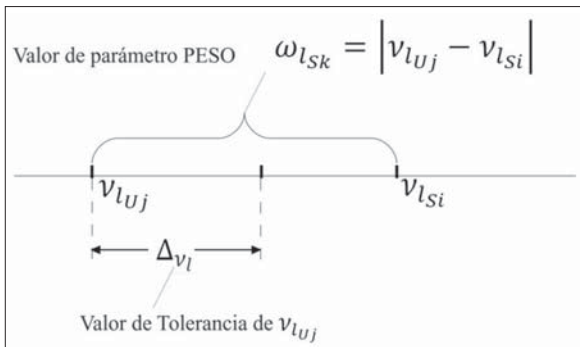 Valor de parámetro PESO ω_{l_{Sk}} = |ν_{l_{Uj}} − ν_{l_{Si}}|
ν_{l_{Uj}} ν_{l_{Si}}
Δ_{ν_l}
Valor de Tolerancia de ν_{l_{Uj}}